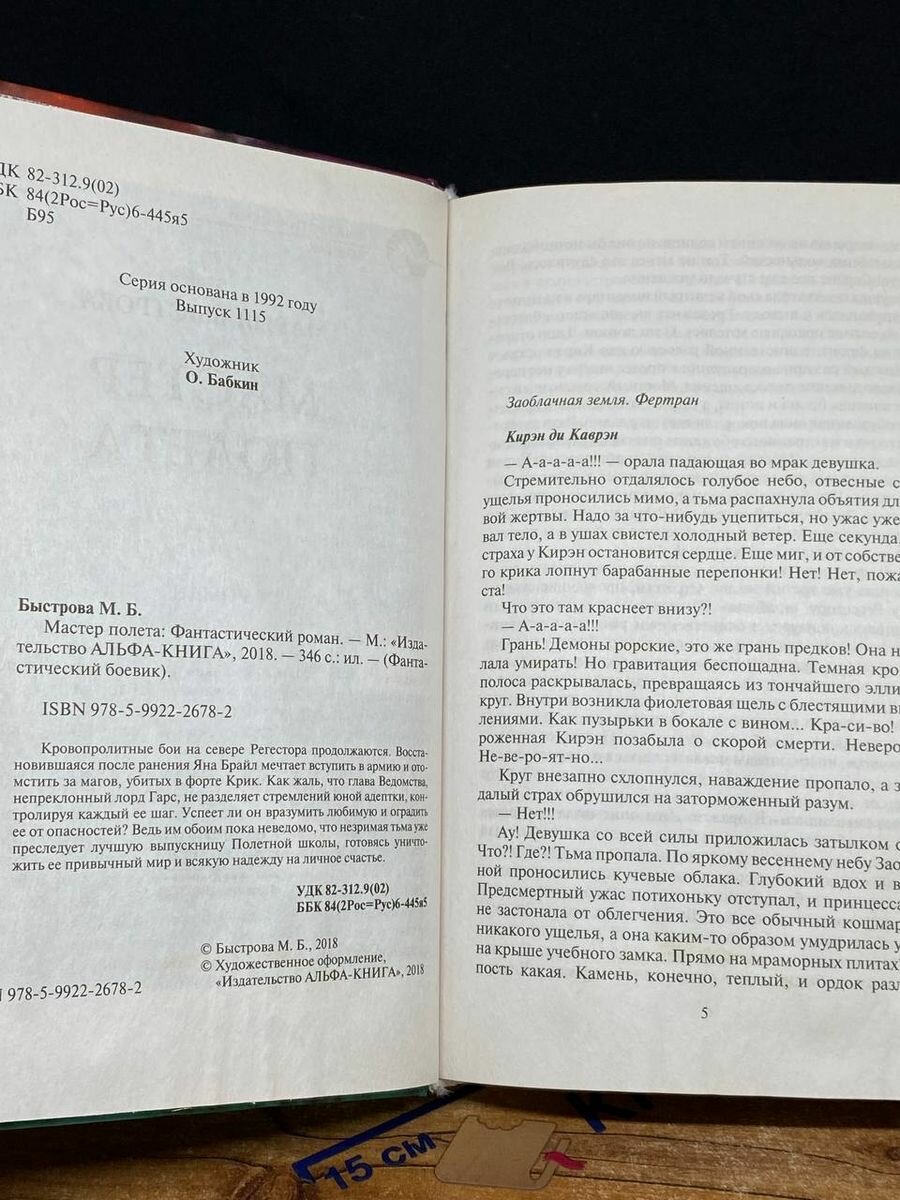 ДК 82-312.9(02)
БК 84(2Рос=Рус)6-445я5
Б95
Серия основана в 1992 году
Выпуск 1115
Художник
О. Бабкин
Быстрова М. Б.
Мастер полета: Фантастический роман. — М.: «Изда-
тельство АЛЬФА-КНИГА», 2018. — 346 с.: ил. — (Фанта-
стический боевик).
ISBN 978-5-9922-2678-2
Кровопролитные бои на севере Регестора продолжаются. Восста-
новившаяся после ранения Яна Брайл мечтает вступить в армию и ото-
мстить за магов, убитых в форте Крик. Как жаль, что глава Ведомства,
непреклонный лорд Гарс, не разделяет стремлений юной адептки, кон-
тролируя каждый ее шаг. Успеет ли он вразумить любимую и оградить
ее от опасностей? Ведь им обоим пока неведомо, что незримая тьма уже
преследует лучшую выпускницу Полетной школы, готовясь уничто-
жить ее привычный мир и всякую надежду на личное счастье.
УДК 82-312.9(02)
ББК 84(2Рос=Рус)6-445я5
© Быстрова М. Б., 2018
© Художественное оформление,
«Издательство АЛЬФА-КНИГА», 2018
N 978-5-9922-2678-2
Заоблачная земля. Фертран
Кирэн ди Каврэн
— А-а-а-а-а!!! — орала падающая во мрак девушка.
Стремительно отдалялось голубое небо, отвесные с
ущелья проносились мимо, а тьма распахнула объятия дл
вой жертвы. Надо за что-нибудь уцепиться, но ужас уже
вал тело, а в ушах свистел холодный ветер. Еще секунда,
страха у Кирэн остановится сердце. Еще миг, и от собстве
го крика лопнут барабанные перепонки! Нет! Нет, пожа
ста!
Что это там краснеет внизу?!
— А-а-а-а-а!!!
Грань! Демоны рорские, это же грань предков! Она н
лала умирать! Но гравитация беспощадна. Темная кро
полоса раскрывалась, превращаясь из тончайшего элли
круг. Внутри возникла фиолетовая щель с блестящими в
лениями. Как пузырьки в бокале с вином... Кра-си-во!
роженная Кирэн позабыла о скорой смерти. Неверо
Не-ве-ро-ят-но...
Круг внезапно схлопнулся, наваждение пропало, а з
далый страх обрушился на заторможенный разум.
— Нет!!!
Ау! Девушка со всей силы приложилась затылком о
Что?! Где?! Тьма пропала. По яркому весеннему небу Зао
ной проносились кучевые облака. Глубокий вдох и в
Предсмертный ужас потихоньку отступал, и принцесса
не застонала от облегчения. Это все обычный кошмар
никакого ущелья, а она каким-то образом умудрилась у
на крыше учебного замка. Прямо на мраморных плитах
пость какая. Камень, конечно, теплый, и ордок разл
5
15 см